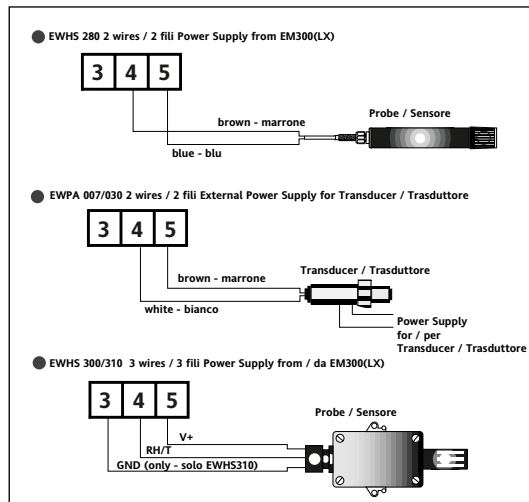 EWHS 280 2 wires / 2 fili Power Supply from EM300(LX)
3 4 5
brown - marrone
Probe / Sensore
blue - blu
EWPA 007/030 2 wires / 2 fili External Power Supply for Transducer / Trasduttore
3 4 5
brown - marrone
Transducer / Trasduttore
white - bianco
Power Supply
for / per
Transducer / Trasduttore
EWHS 300/310 3 wires / 3 fili Power Supply from / da EM300(LX)
3 4 5
Probe / Sensore
V+
RH/T
GND (only - solo EWHS310)